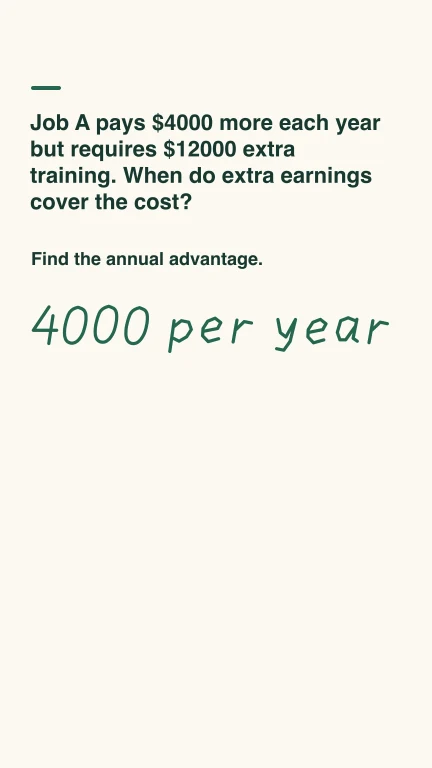 Job A pays $4000 more each year
but requires $12000 extra
training. When do extra earnings
cover the cost?
Find the annual advantage.
4000 per year